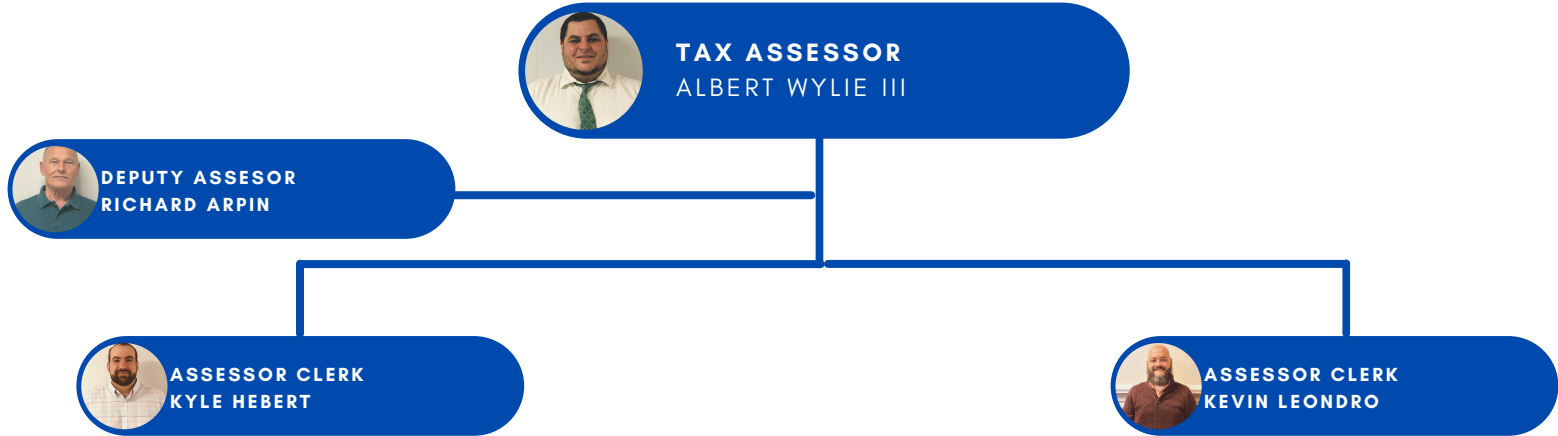 TAX ASSESSOR
ALBERT WYLIE III
DEPUTY ASSESOR
RICHARD ARPIN
ASSESSOR CLERK
KYLE HEBERT
ASSESSOR CLERK
KEVIN LEONDRO